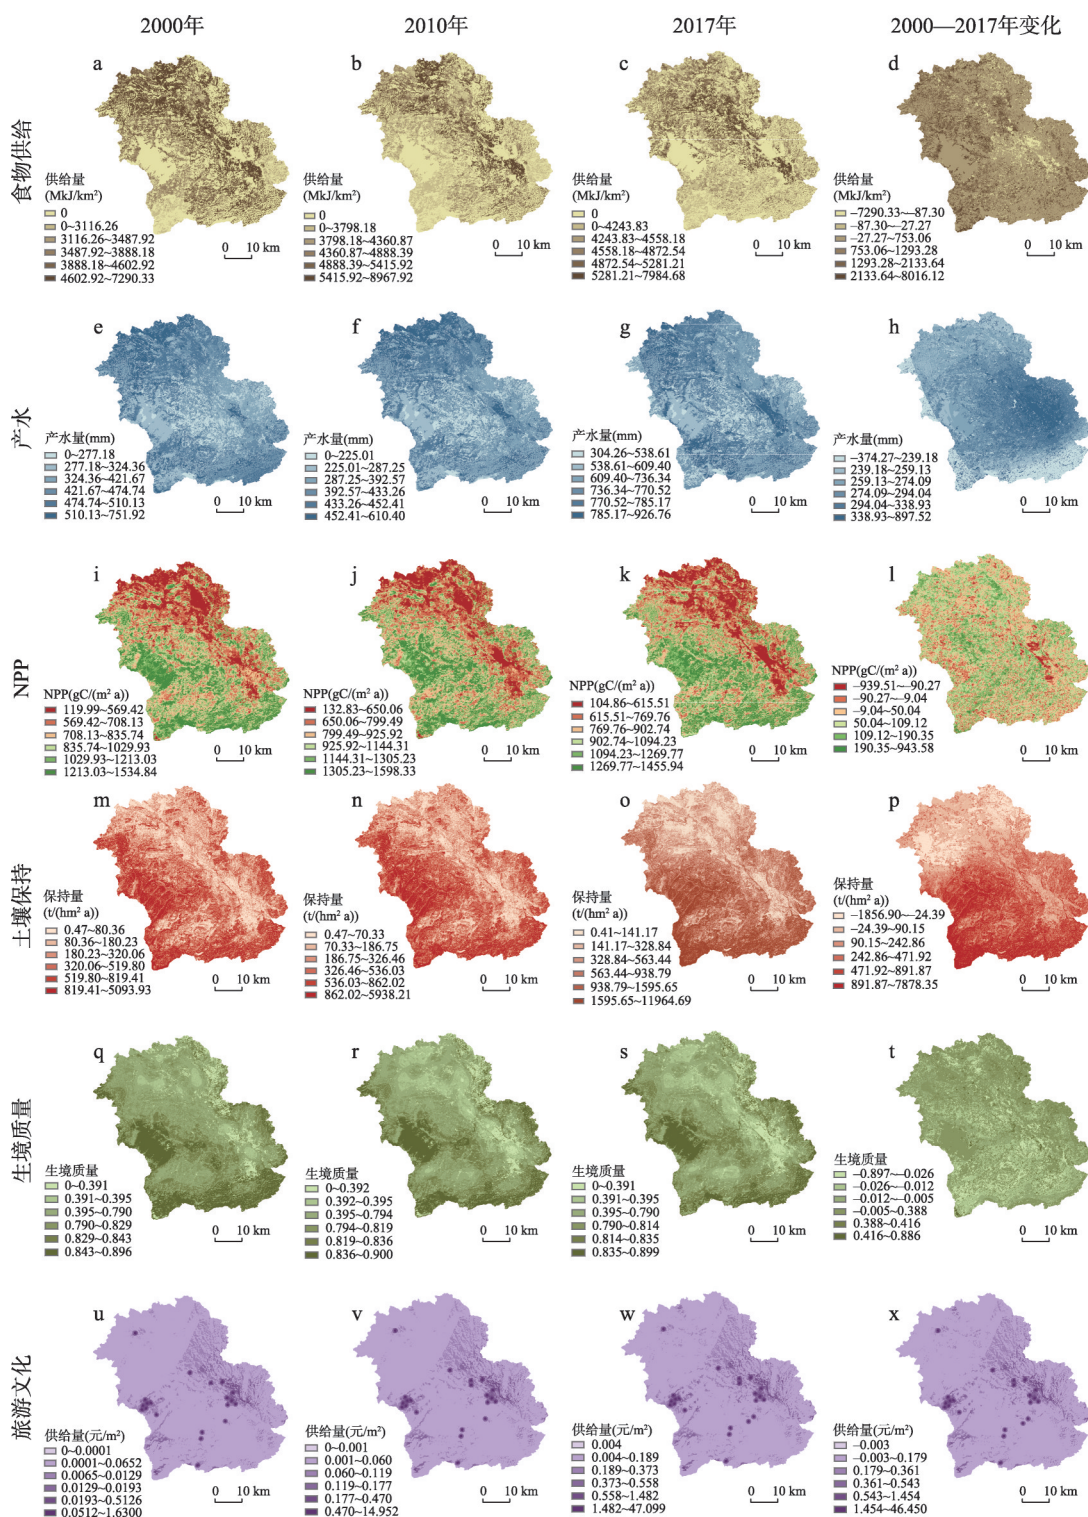 2000年
2010年
2017年
2000—2017年变化
食物供给
a
供给量
(MkJ/km²)
0
0~3116.26
3116.26~3487.92
3487.92~3888.18
3888.18~4602.92
4602.92~7290.33
0 10 km
b
供给量
(MkJ/km²)
0
0~3798.18
3798.18~4360.87
4360.87~4888.39
4888.39~5415.92
5415.92~8967.92
0 10 km
c
供给量
(MkJ/km²)
0
0~4243.83
4243.83~4558.18
4558.18~4872.54
4872.54~5281.21
5281.21~7984.68
0 10 km
d
供给量
(MkJ/km²)
−7290.33~−87.30
−87.30~−27.27
−27.27~753.06
753.06~1293.28
1293.28~2133.64
2133.64~8016.12
0 10 km
产水
e
产水量(mm)
0~277.18
277.18~324.36
324.36~421.67
421.67~474.74
474.74~510.13
510.13~751.92
0 10 km
f
产水量(mm)
0~225.01
225.01~287.25
287.25~392.57
392.57~433.26
433.26~452.41
452.41~610.40
0 10 km
g
产水量(mm)
304.26~538.61
538.61~609.40
609.40~736.34
736.34~770.52
770.52~785.17
785.17~926.76
0 10 km
h
产水量(mm)
−374.27~239.18
239.18~259.13
259.13~274.09
274.09~294.04
294.04~338.93
338.93~897.52
0 10 km
NPP
i
NPP(gC/(m² a))
119.99~569.42
569.42~708.13
708.13~835.74
835.74~1029.93
1029.93~1213.03
1213.03~1534.84
0 10 km
j
NPP(gC/(m² a))
132.83~650.06
650.06~799.49
799.49~925.92
925.92~1144.31
1144.31~1305.23
1305.23~1598.33
0 10 km
k
NPP(gC/(m² a))
104.86~615.51
615.51~769.76
769.76~902.74
902.74~1094.23
1094.23~1269.77
1269.77~1455.94
0 10 km
l
NPP(gC/(m² a))
−939.51~−90.27
−90.27~−9.04
−9.04~50.04
50.04~109.12
109.12~190.35
190.35~943.58
0 10 km
土壤保持
m
保持量
(t/(hm² a))
0.47~80.36
80.36~180.23
180.23~320.06
320.06~519.80
519.80~819.41
819.41~5093.93
0 10 km
n
保持量
(t/(hm² a))
0.47~70.33
70.33~186.75
186.75~326.46
326.46~536.03
536.03~862.02
862.02~5938.21
0 10 km
o
保持量
(t/(hm² a))
0.41~141.17
141.17~328.84
328.84~563.44
563.44~938.79
938.79~1595.65
1595.65~11964.69
0 10 km
p
保持量
(t/(hm² a))
−1856.90~−24.39
−24.39~90.15
90.15~242.86
242.86~471.92
471.92~891.87
891.87~7878.35
0 10 km
生境质量
q
生境质量
0~0.391
0.391~0.395
0.395~0.790
0.790~0.829
0.829~0.843
0.843~0.896
0 10 km
r
生境质量
0~0.392
0.392~0.395
0.395~0.794
0.794~0.819
0.819~0.836
0.836~0.900
0 10 km
s
生境质量
0~0.391
0.391~0.395
0.395~0.790
0.790~0.814
0.814~0.835
0.835~0.899
0 10 km
t
生境质量
−0.897~−0.026
−0.026~−0.012
−0.012~−0.005
−0.005~0.388
0.388~0.416
0.416~0.886
0 10 km
旅游文化
u
供给量(元/m²)
0~0.0001
0.0001~0.0652
0.0065~0.0129
0.0129~0.0193
0.0193~0.5126
0.0512~1.6300
0 10 km
v
供给量(元/m²)
0~0.001
0.001~0.060
0.060~0.119
0.119~0.177
0.177~0.470
0.470~14.952
0 10 km
w
供给量(元/m²)
0.004
0.004~0.189
0.189~0.373
0.373~0.558
0.558~1.482
1.482~47.099
0 10 km
x
供给量(元/m²)
−0.003
−0.003~0.179
0.179~0.361
0.361~0.543
0.543~1.454
1.454~46.450
0 10 km